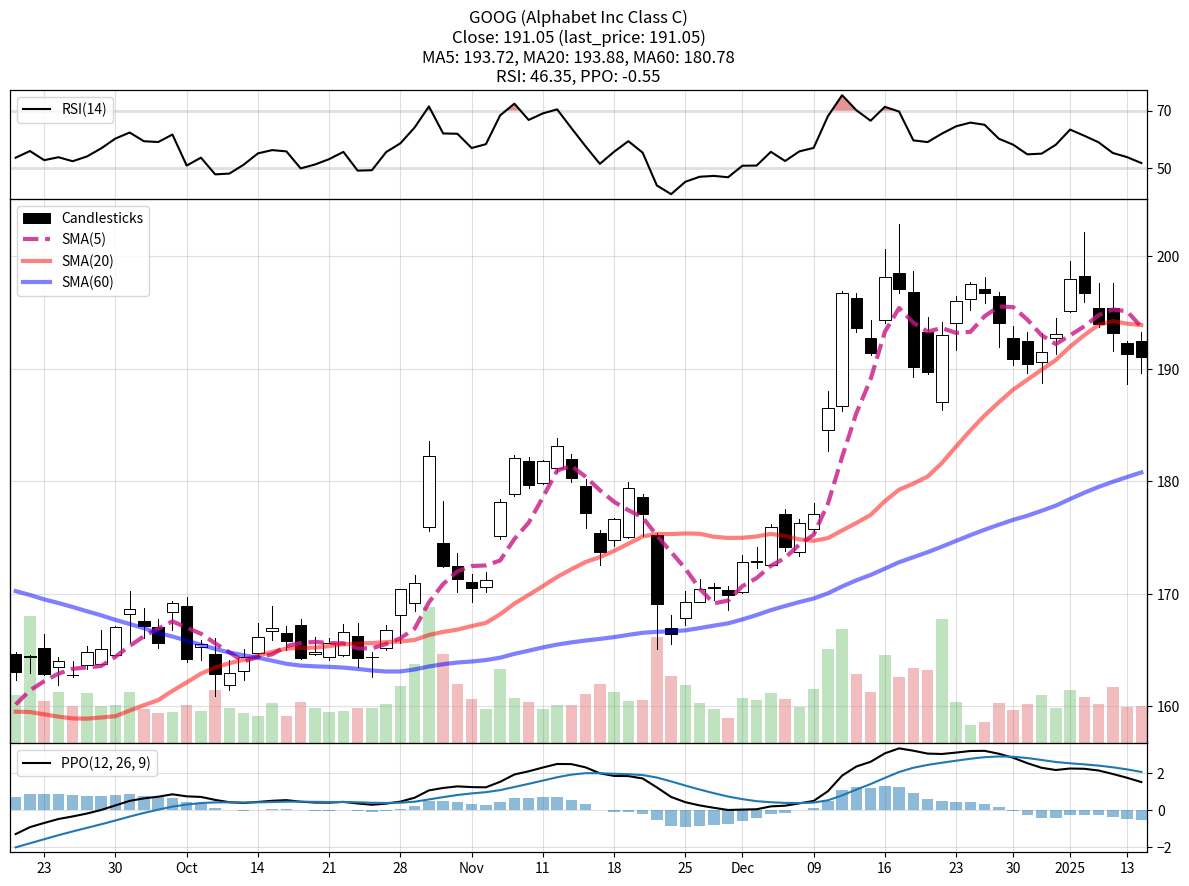 GOOG (Alphabet Inc Class C)
Close: 191.05 (last_price: 191.05)
MA5: 193.72, MA20: 193.88, MA60: 180.78
RSI: 46.35, PPO: -0.55
RSI(14)
70
50
Candlesticks
SMA(5)
SMA(20)
SMA(60)
200
190
180
170
160
PPO(12, 26, 9)
2
0
−2
23 30 Oct 14 21 28 Nov 11 18 25 Dec 09 16 23 30 2025 13